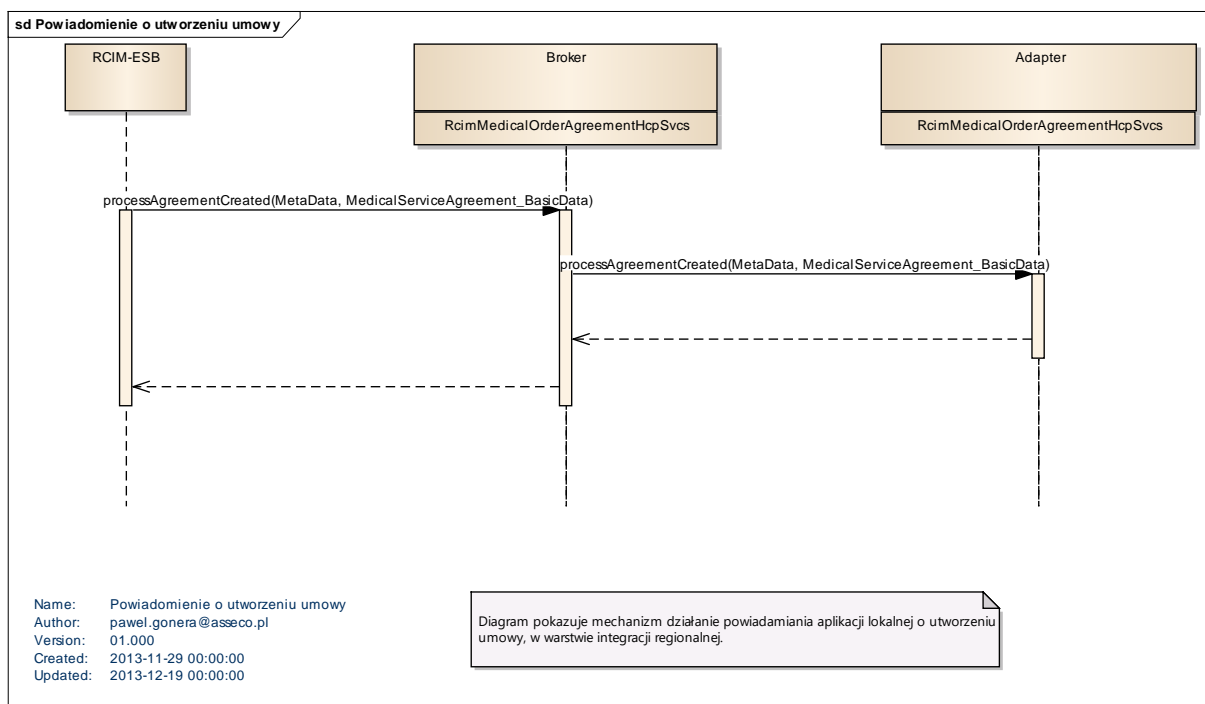 sd Powiadomienie o utworzeniu umowy
RCIM-ESB
Broker
Adapter
RcimMedicalOrderAgreementHcpSvcs
RcimMedicalOrderAgreementHcpSvcs
processAgreementCreated(MetaData, MedicalServiceAgreement_BasicData)
processAgreementCreated(MetaData, MedicalServiceAgreement_BasicData)
Name: Powiadomienie o utworzeniu umowy
Author: pawel.gonera@asseco.pl
Version: 01.000
Created: 2013-11-29 00:00:00
Updated: 2013-12-19 00:00:00
Diagram pokazuje mechanizm działanie powiadamiania aplikacji lokalnej o utworzeniu
umowy, w warstwie integracji regionalnej.